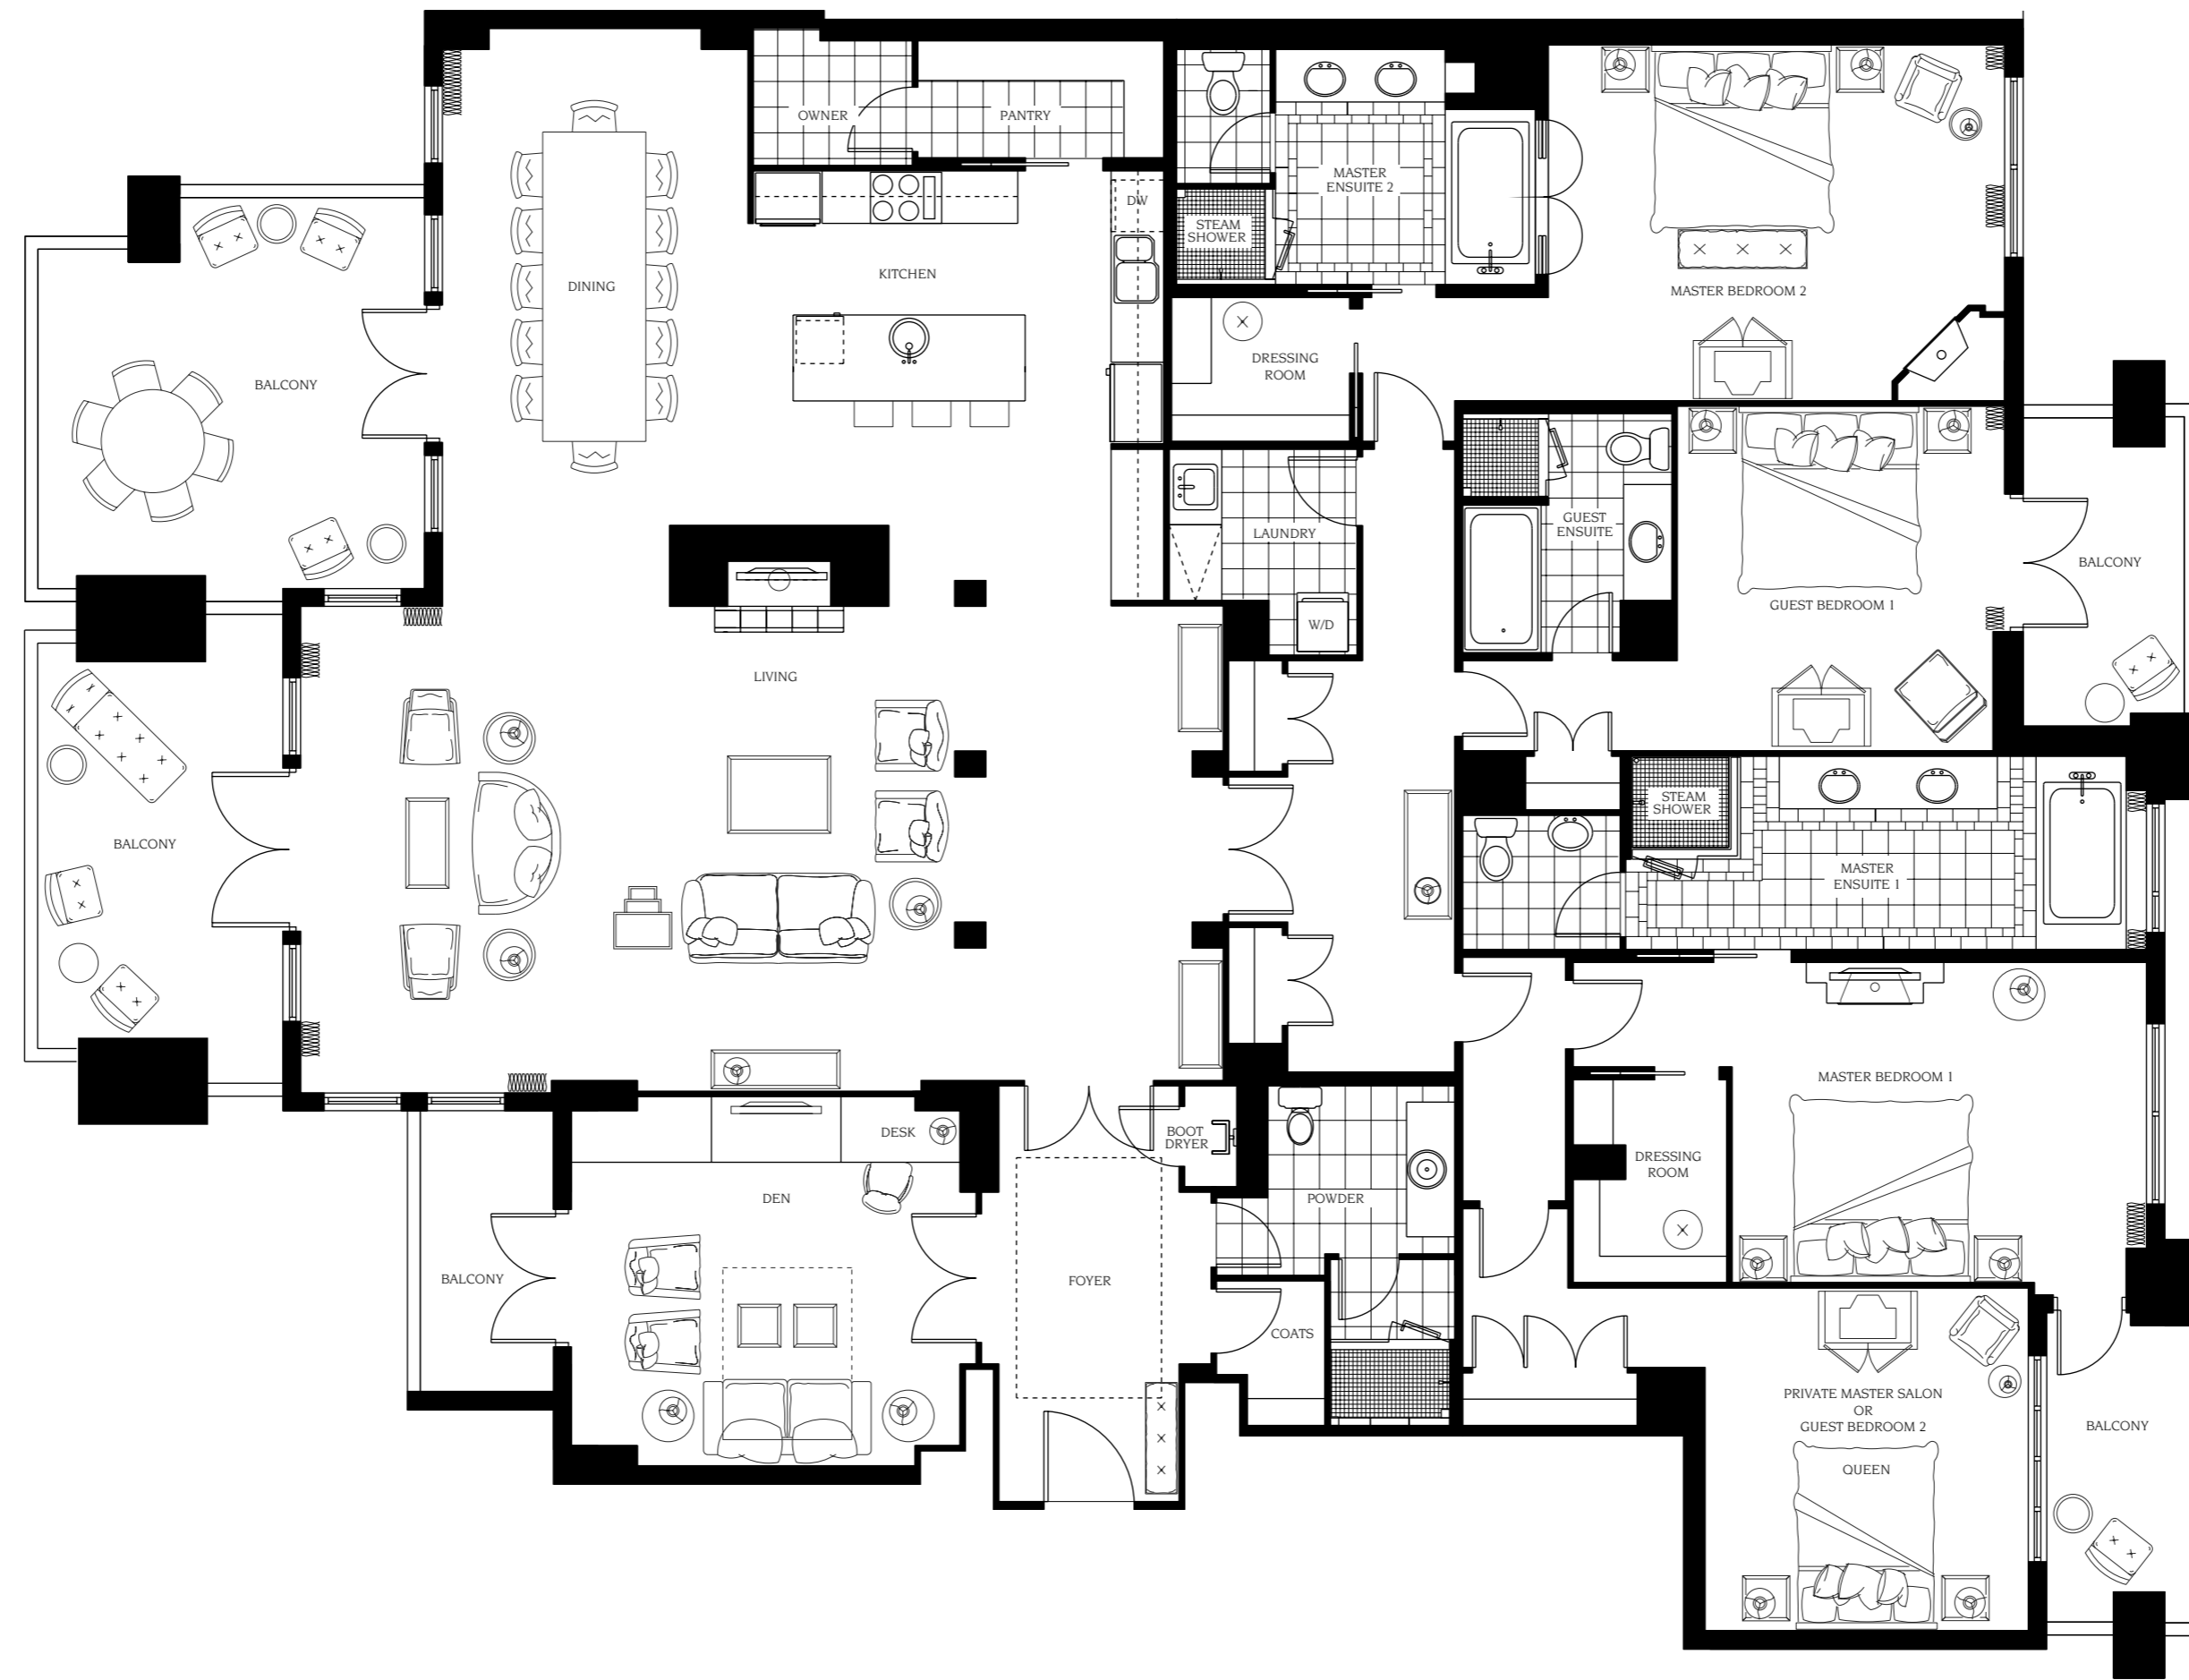 OWNER
PANTRY
MASTER
ENSUITE 2
DW
STEAM
SHOWER
KITCHEN
DINING
MASTER BEDROOM 2
BALCONY
DRESSING
ROOM
GUEST
ENSUITE
LAUNDRY
BALCONY
GUEST BEDROOM 1
W/D
LIVING
STEAM
SHOWER
BALCONY
MASTER
ENSUITE 1
MASTER BEDROOM 1
DESK
BOOT
DRYER
DRESSING
ROOM
DEN
POWDER
BALCONY
FOYER
COATS
PRIVATE MASTER SALON
OR
GUEST BEDROOM 2
BALCONY
QUEEN